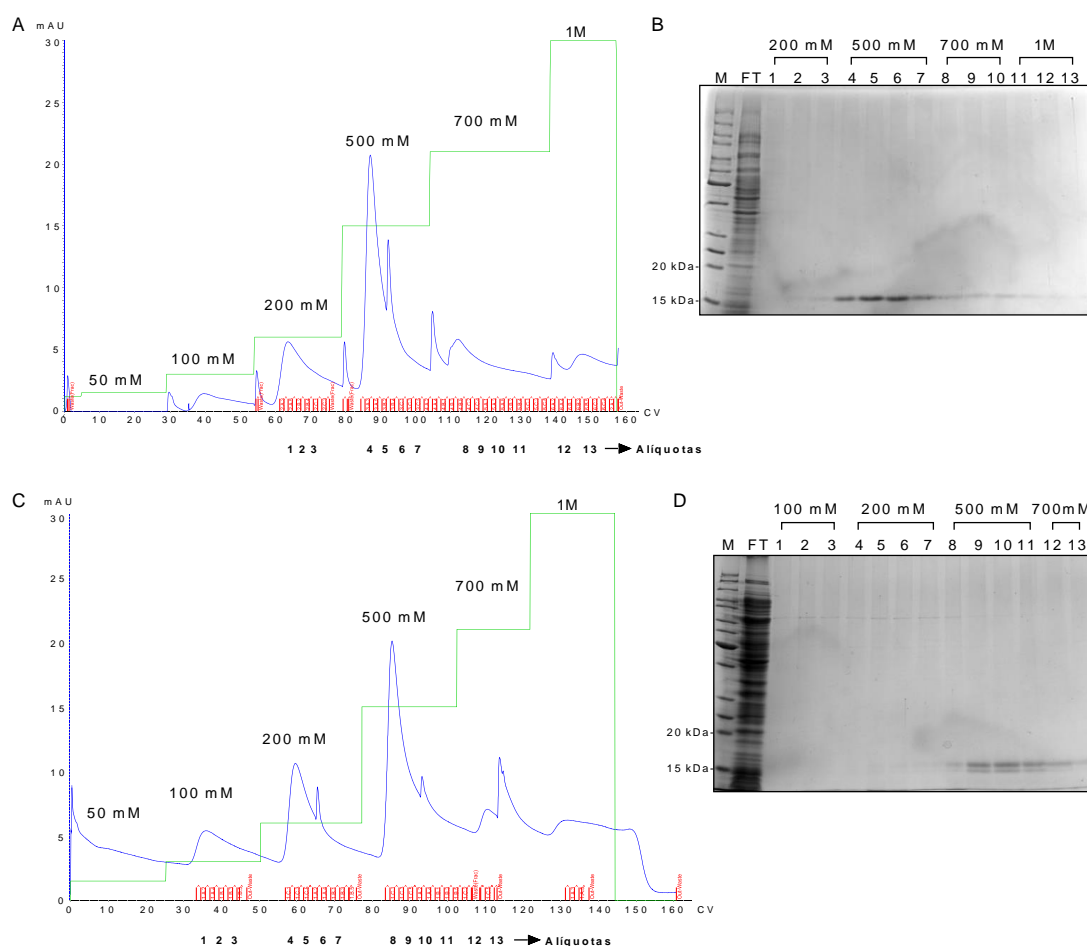 A
mAU
30
25
20
15
10
5
0
50 mM
100 mM
200 mM
500 mM
700 mM
1M
0 10 20 30 40 50 60 70 80 90 100 110 120 130 140 150 160 CV
1 2 3 4 5 6 7 8 9 10 11 12 13 Alíquotas
B
200 mM 500 mM 700 mM 1M
M FT 1 2 3 4 5 6 7 8 9 10 11 12 13
20 kDa
15 kDa
C
mAU
30
25
20
15
10
5
0
50 mM
100 mM
200 mM
500 mM
700 mM
1M
0 10 20 30 40 50 60 70 80 90 100 110 120 130 140 150 160 CV
1 2 3 4 5 6 7 8 9 10 11 12 13 Alíquotas
D
100 mM 200 mM 500 mM 700mM
M FT 1 2 3 4 5 6 7 8 9 10 11 12 13
20 kDa
15 kDa